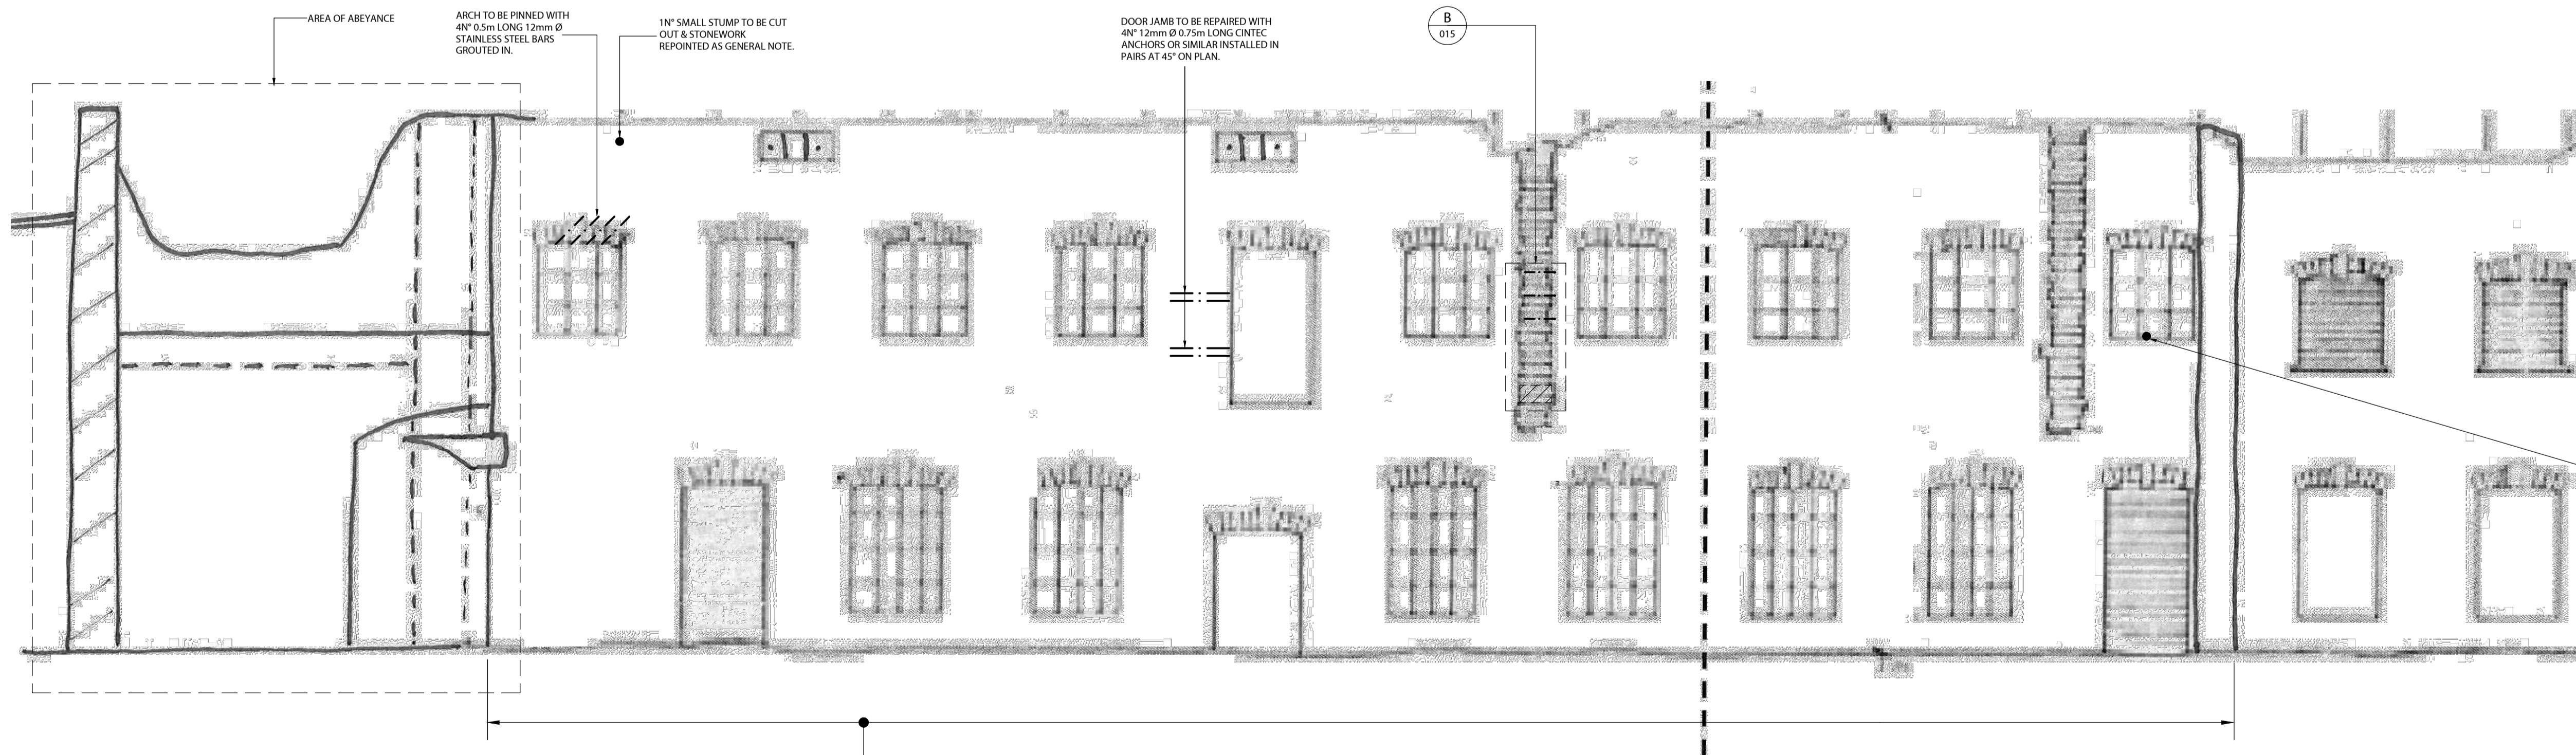 AREA OF ABEYANCE
ARCH TO BE PINNED WITH
4N° 0.5m LONG 12mm Ø
STAINLESS STEEL BARS
GROUTED IN.
1N° SMALL STUMP TO BE CUT
OUT & STONEWORK
REPOINTED AS GENERAL NOTE.
DOOR JAMB TO BE REPAIRED WITH
4N° 12mm Ø 0.75m LONG CINTEC
ANCHORS OR SIMILAR INSTALLED IN
PAIRS AT 45° ON PLAN.
B
015